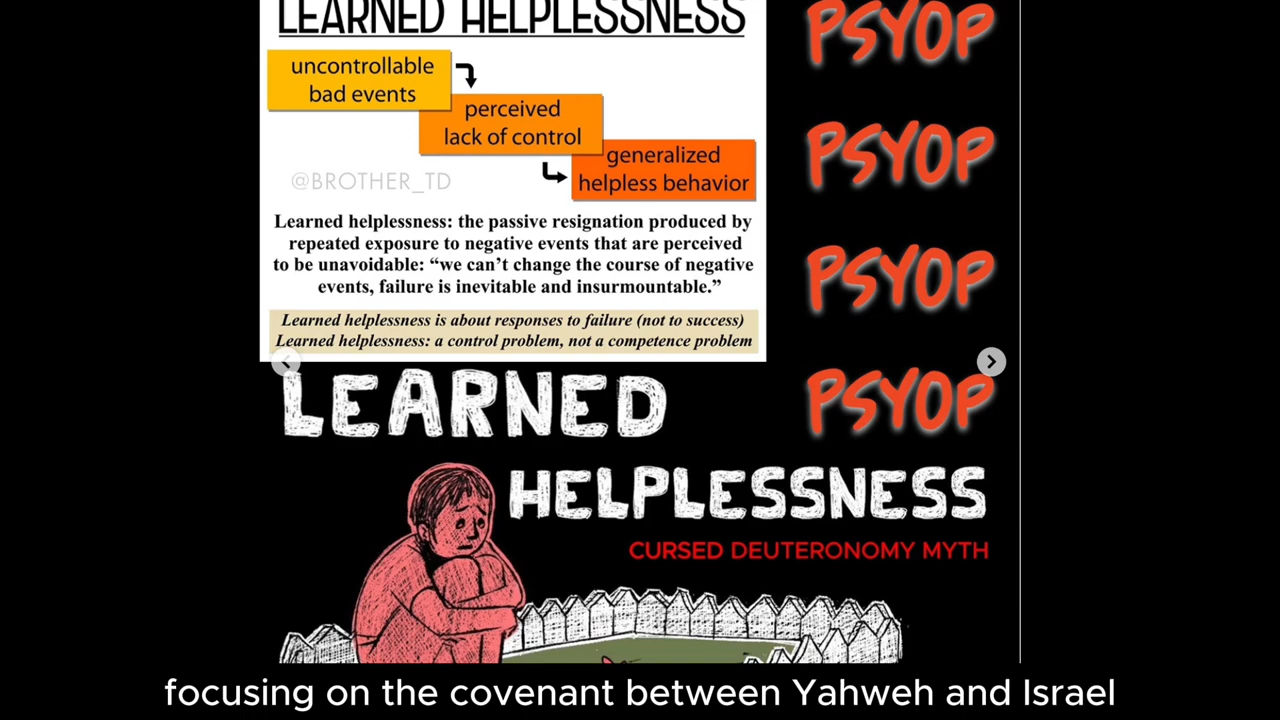 LEARNED HELPLESSNESS
uncontrollable
bad events
perceived
lack of control
generalized
helpless behavior
@BROTHER_TD
Learned helplessness: the passive resignation produced by
repeated exposure to negative events that are perceived
to be unavoidable: “we can’t change the course of negative
events, failure is inevitable and insurmountable.”
Learned helplessness is about responses to failure (not to success)
Learned helplessness: a control problem, not a competence problem
PSYOP
PSYOP
PSYOP
PSYOP
LEARNED
HELPLESSNESS
CURSED DEUTERONOMY MYTH
focusing on the covenant between Yahweh and Israel